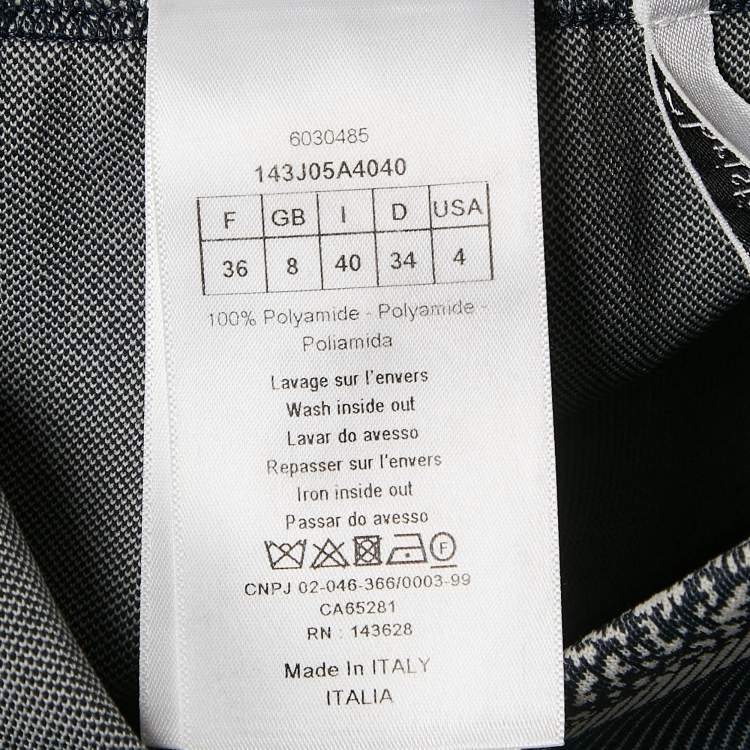 6030485
143J05A4040
F GB I D USA
36 8 40 34 4
100% Polyamide - Polyamide -
Poliamida
Lavage sur l'envers
Wash inside out
Lavar do avesso
Repasser sur l'envers
Iron inside out
Passar do avesso
F
CNPJ 02-046-366/0003-99
CA65281
RN : 143628
Made In ITALY
ITALIA